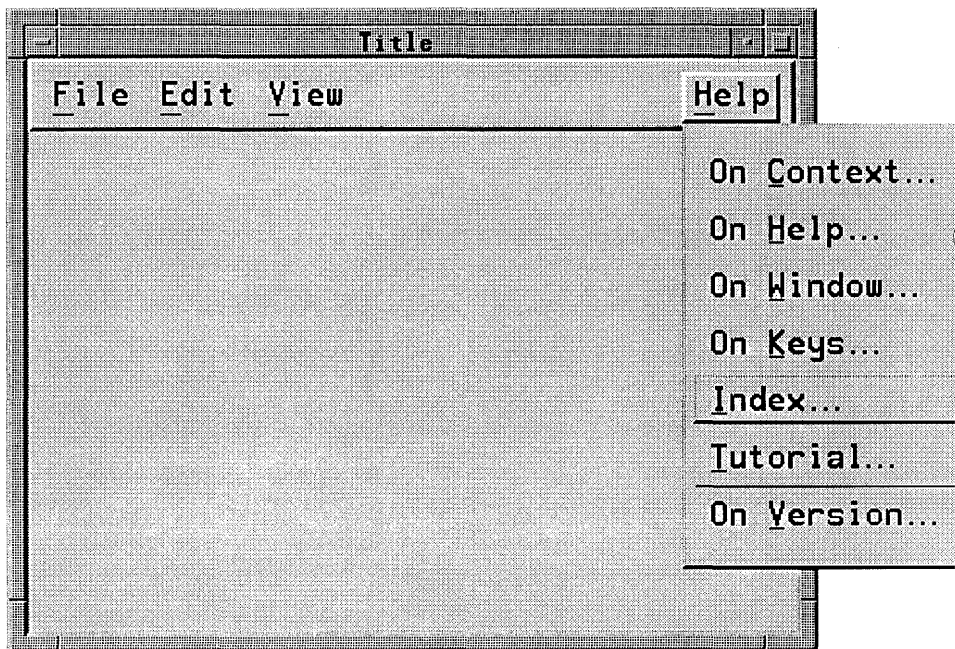 Title
File Edit View Help
On Context...
On Help...
On Window...
On Keys...
Index...
Tutorial...
On Version...